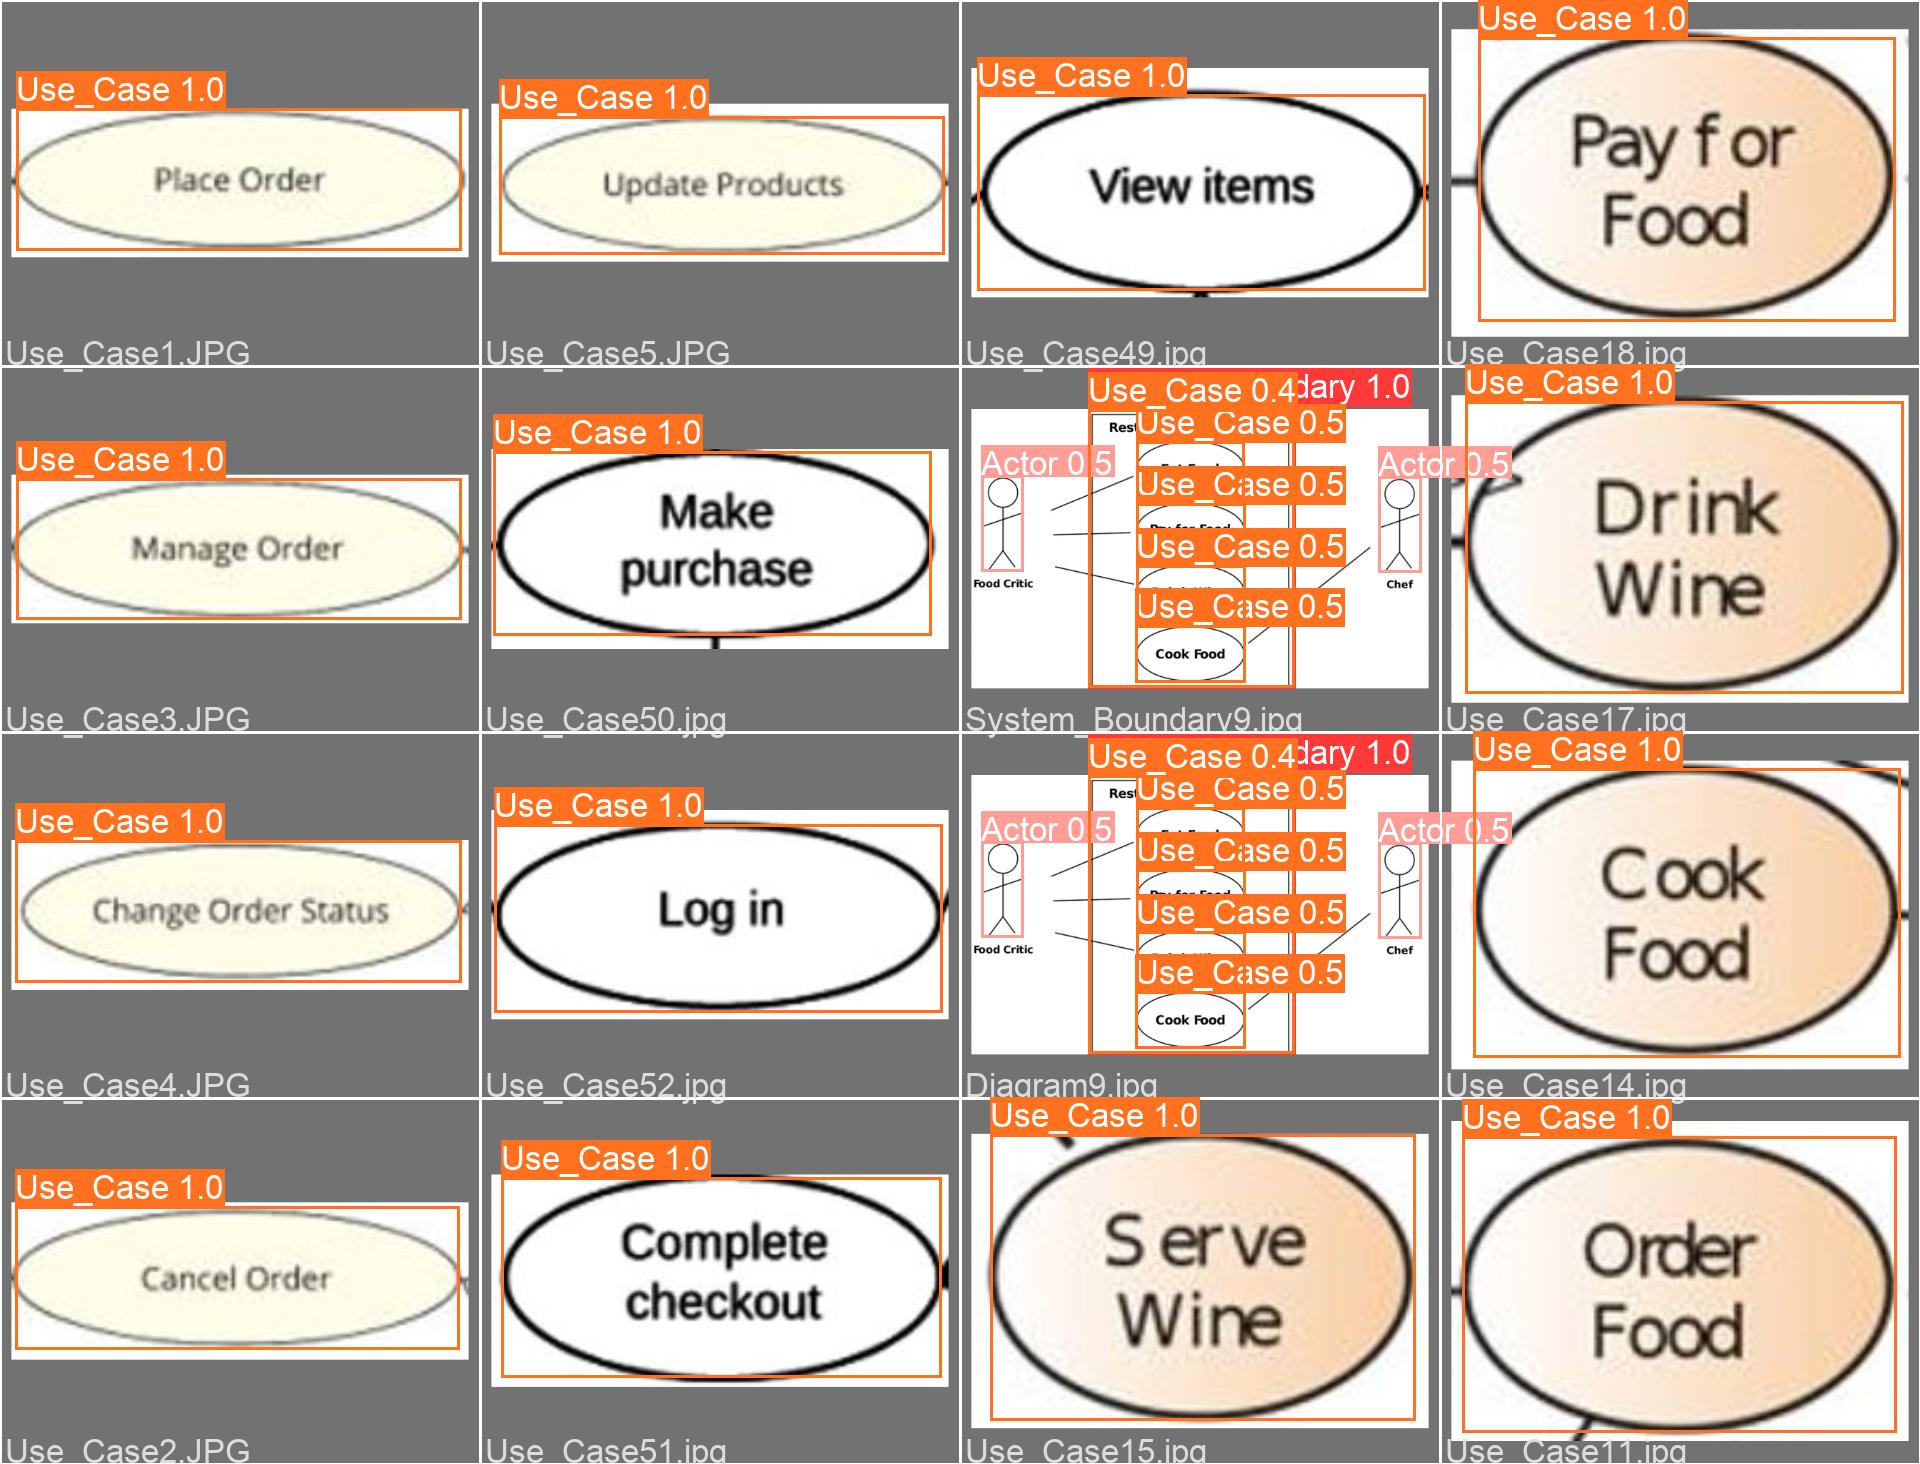 Use_Case 1.0
Place Order
Use_Case1.JPG
Use_Case 1.0
Update Products
Use_Case5.JPG
Use_Case 1.0
View items
Use_Case49.jpg
Use_Case 1.0
Pay for
Food
Use_Case18.jpg
Use_Case 1.0
Manage Order
Use_Case3.JPG
Use_Case 1.0
Make
purchase
Use_Case50.jpg
Use_Case 0.4
dary 1.0
Rest
Use_Case 0.5
Actor 0.5
Actor 0.5
Use_Case 0.5
Use_Case 0.5
Food Critic
Chef
Use_Case 0.5
Cook Food
System_Boundary9.jpg
Use_Case 1.0
Drink
Wine
Use_Case17.jpg
Use_Case 1.0
Change Order Status
Use_Case4.JPG
Use_Case 1.0
Log in
Use_Case52.jpg
Use_Case 0.4
dary 1.0
Rest
Use_Case 0.5
Actor 0.5
Actor 0.5
Use_Case 0.5
Use_Case 0.5
Food Critic
Chef
Use_Case 0.5
Cook Food
Diagram9.jpg
Use_Case 1.0
Cook
Food
Use_Case14.jpg
Use_Case 1.0
Cancel Order
Use_Case2.JPG
Use_Case 1.0
Complete
checkout
Use_Case51.jpg
Use_Case 1.0
Serve
Wine
Use_Case15.jpg
Use_Case 1.0
Order
Food
Use_Case11.jpg